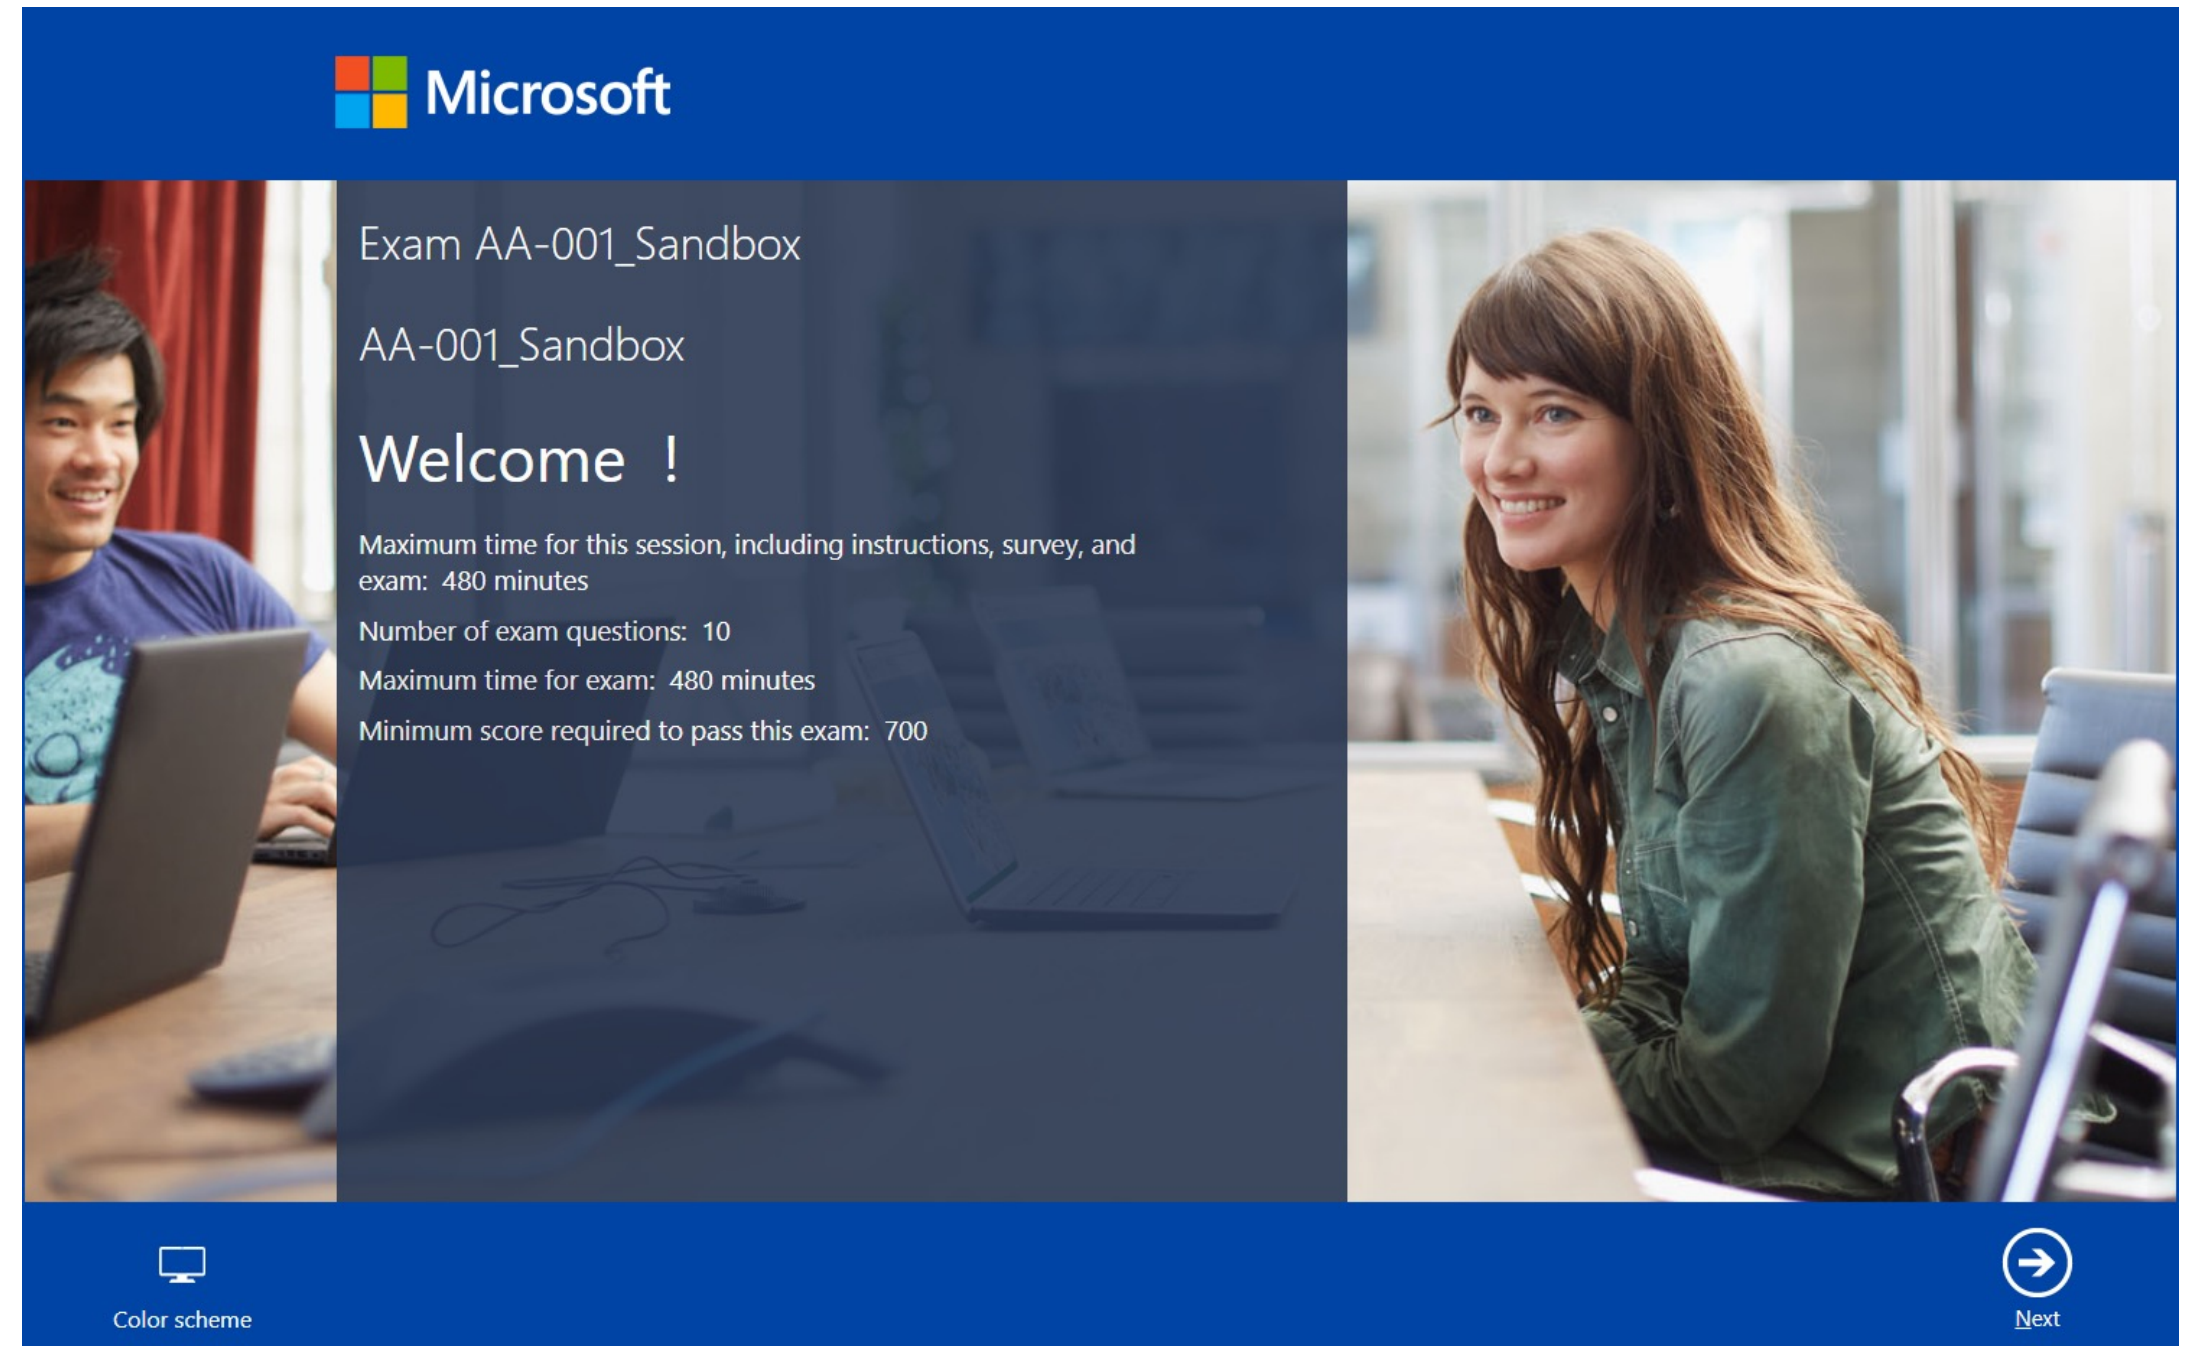 Microsoft
Exam AA-001_Sandbox
AA-001_Sandbox
Welcome  !
Maximum time for this session, including instructions, survey, and
exam:  480 minutes
Number of exam questions:  10
Maximum time for exam:  480 minutes
Minimum score required to pass this exam:  700
Color scheme
Next